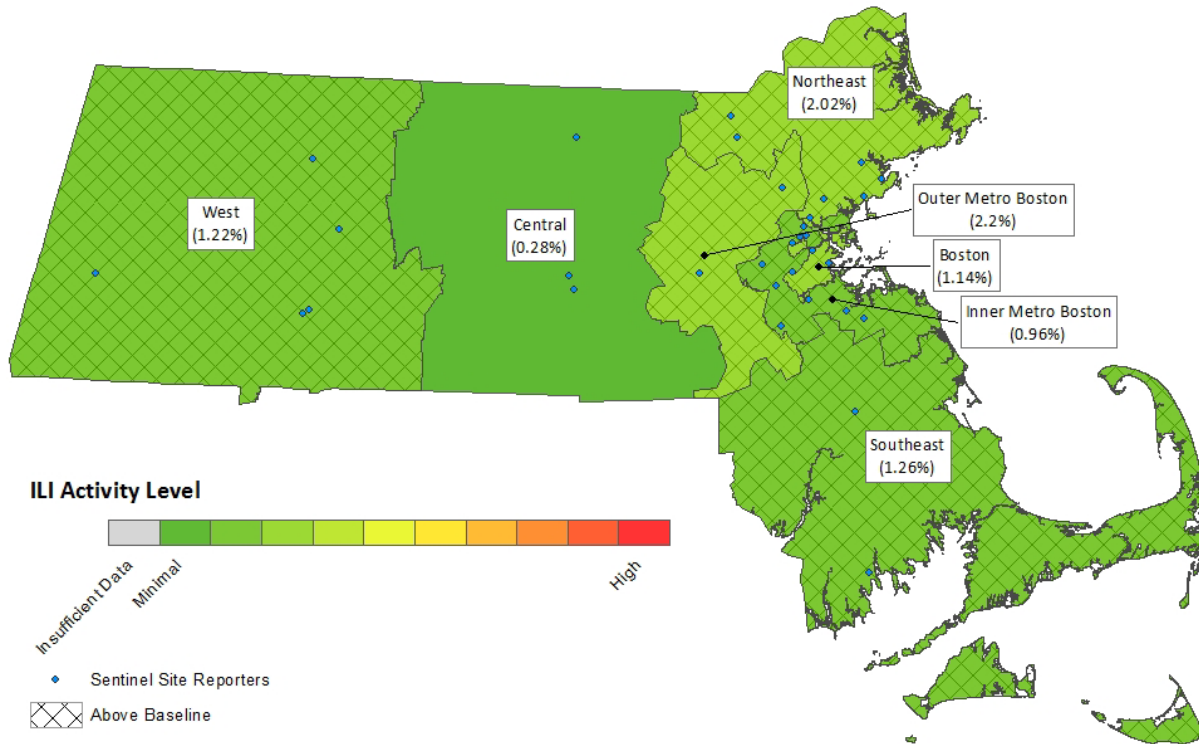 Northeast
(2.02%)
Outer Metro Boston
(2.2%)
West
(1.22%)
Central
(0.28%)
Boston
(1.14%)
Inner Metro Boston
(0.96%)
Southeast
(1.26%)
ILI Activity Level
Insufficient Data
Minimal
High
Sentinel Site Reporters
Above Baseline